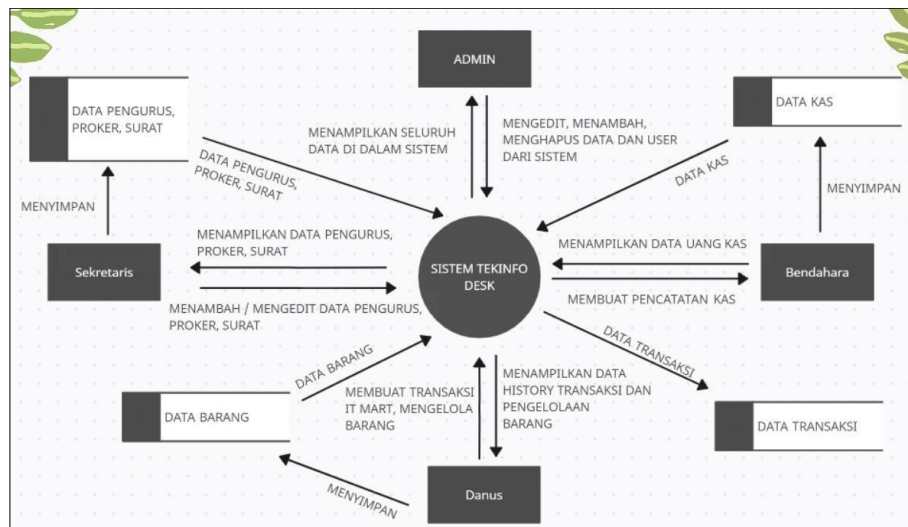 ADMIN
DATA PENGURUS,
PROKER, SURAT
DATA KAS
MENAMPILKAN SELURUH
DATA DI DALAM SISTEM
MENGEDIT, MENAMBAH,
MENGHAPUS DATA DAN USER
DARI SISTEM
DATA PENGURUS,
PROKER, SURAT
DATA KAS
MENYIMPAN
MENYIMPAN
MENAMPILKAN DATA PENGURUS,
PROKER, SURAT
MENAMPILKAN DATA UANG KAS
Sekretaris
SISTEM TEKINFO
DESK
Bendahara
MEMBUAT PENCATATAN KAS
MENAMBAH / MENGEDIT DATA PENGURUS,
PROKER, SURAT
DATA BARANG
DATA TRANSAKSI
MEMBUAT TRANSAKSI
IT MART, MENGELOLA
BARANG
MENAMPILKAN DATA
HISTORY TRANSAKSI DAN
PENGELOLAAN
BARANG
DATA BARANG
DATA TRANSAKSI
MENYIMPAN
Danus